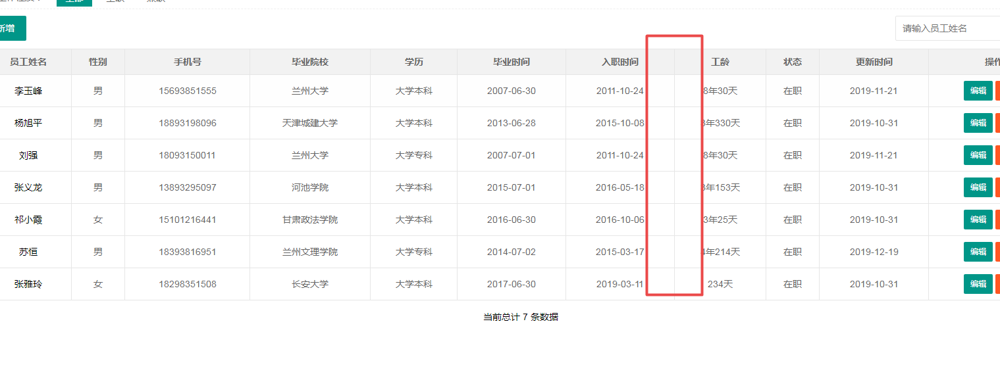 新增
请输入员工姓名
员工姓名 性别 手机号 毕业院校 学历 毕业时间 入职时间 工龄 状态 更新时间 操作
李玉峰 男 15693851555 兰州大学 大学本科 2007-06-30 2011-10-24 8年30天 在职 2019-11-21 编辑
杨旭平 男 18893198096 天津城建大学 大学本科 2013-06-28 2015-10-08 年330天 在职 2019-10-31 编辑
刘强 男 18093150011 兰州大学 大学专科 2007-07-01 2011-10-24 8年30天 在职 2019-11-21 编辑
张义龙 男 13893295097 河池学院 大学本科 2015-07-01 2016-05-18 年153天 在职 2019-10-31 编辑
祁小霞 女 15101216441 甘肃政法学院 大学本科 2016-06-30 2016-10-06 3年25天 在职 2019-10-31 编辑
苏恒 男 18393816951 兰州文理学院 大学专科 2014-07-02 2015-03-17 4年214天 在职 2019-12-19 编辑
张雅玲 女 18298351508 长安大学 大学本科 2017-06-30 2019-03-11 234天 在职 2019-10-31 编辑
当前总计 7 条数据